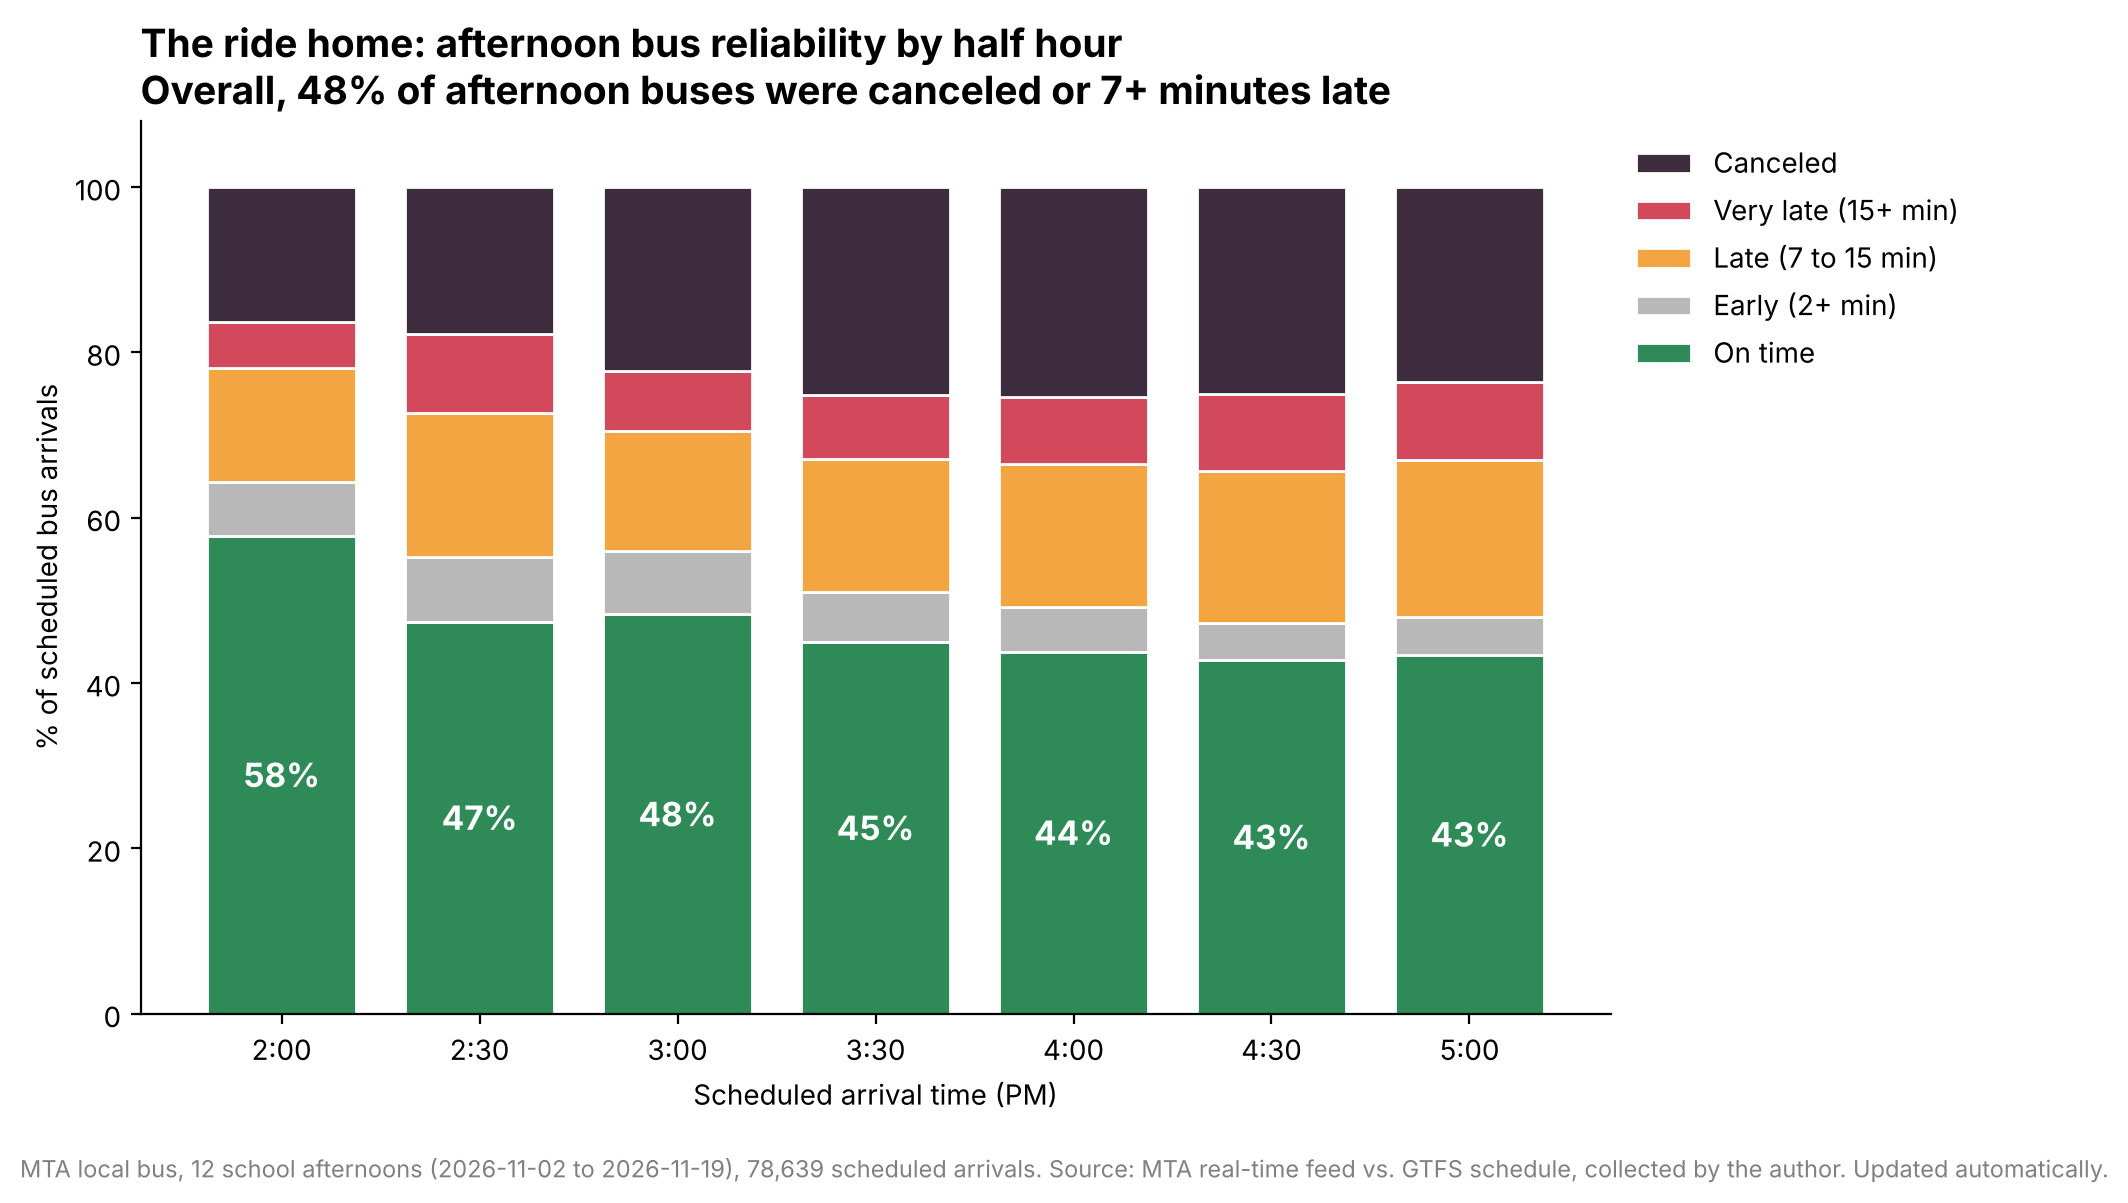 The ride home: afternoon bus reliability by half hour
Overall, 48% of afternoon buses were canceled or 7+ minutes late
Canceled
Very late (15+ min)
Late (7 to 15 min)
Early (2+ min)
On time
% of scheduled bus arrivals
100
80
60
40
20
0
58%
47%
48%
45%
44%
43%
43%
2:00
2:30
3:00
3:30
4:00
4:30
5:00
Scheduled arrival time (PM)
MTA local bus, 12 school afternoons (2026-11-02 to 2026-11-19), 78,639 scheduled arrivals. Source: MTA real-time feed vs. GTFS schedule, collected by the author. Updated automatically.